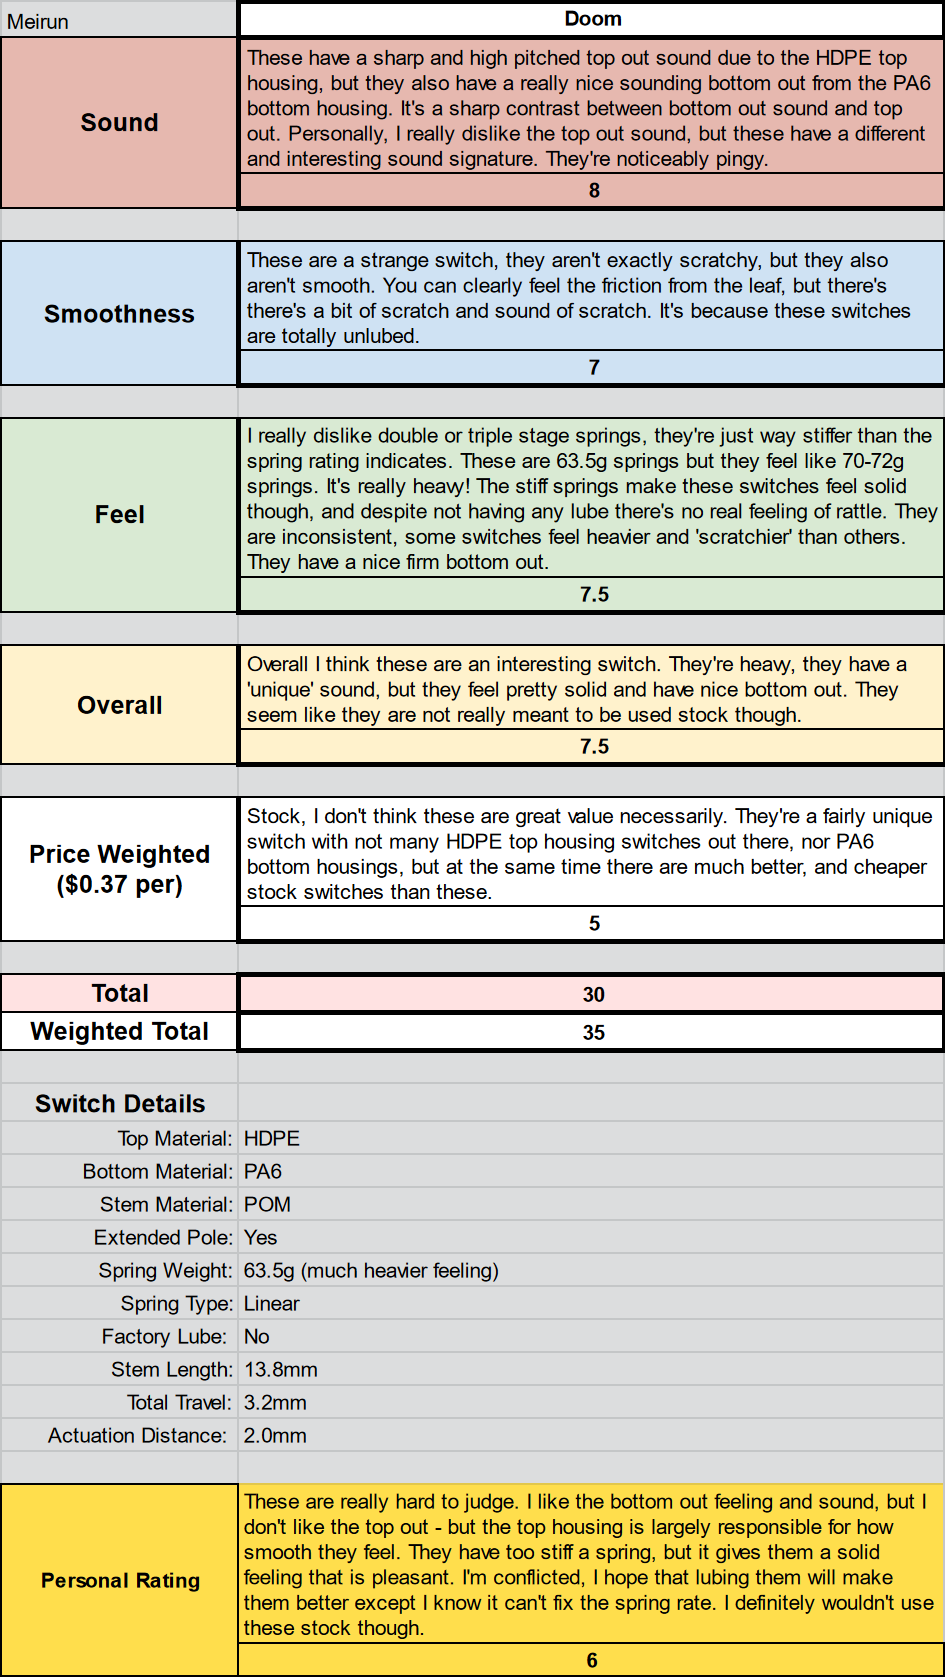 Meirun
Doom
Sound
These have a sharp and high pitched top out sound due to the HDPE top
housing, but they also have a really nice sounding bottom out from the PA6
bottom housing. It's a sharp contrast between bottom out sound and top
out. Personally, I really dislike the top out sound, but these have a different
and interesting sound signature. They're noticeably pingy.
8
Smoothness
These are a strange switch, they aren't exactly scratchy, but they also
aren't smooth. You can clearly feel the friction from the leaf, but there's
there's a bit of scratch and sound of scratch. It's because these switches
are totally unlubed.
7
Feel
I really dislike double or triple stage springs, they're just way stiffer than the
spring rating indicates. These are 63.5g springs but they feel like 70-72g
springs. It's really heavy! The stiff springs make these switches feel solid
though, and despite not having any lube there's no real feeling of rattle. They
are inconsistent, some switches feel heavier and 'scratchier' than others.
They have a nice firm bottom out.
7.5
Overall
Overall I think these are an interesting switch. They're heavy, they have a
'unique' sound, but they feel pretty solid and have nice bottom out. They
seem like they are not really meant to be used stock though.
7.5
Price Weighted
($0.37 per)
Stock, I don't think these are great value necessarily. They're a fairly unique
switch with not many HDPE top housing switches out there, nor PA6
bottom housings, but at the same time there are much better, and cheaper
stock switches than these.
5
Total
30
Weighted Total
35
Switch Details
Top Material: HDPE
Bottom Material: PA6
Stem Material: POM
Extended Pole: Yes
Spring Weight: 63.5g (much heavier feeling)
Spring Type: Linear
Factory Lube: No
Stem Length: 13.8mm
Total Travel: 3.2mm
Actuation Distance: 2.0mm
Personal Rating
These are really hard to judge. I like the bottom out feeling and sound, but I
don't like the top out - but the top housing is largely responsible for how
smooth they feel. They have too stiff a spring, but it gives them a solid
feeling that is pleasant. I'm conflicted, I hope that lubing them will make
them better except I know it can't fix the spring rate. I definitely wouldn't use
these stock though.
6